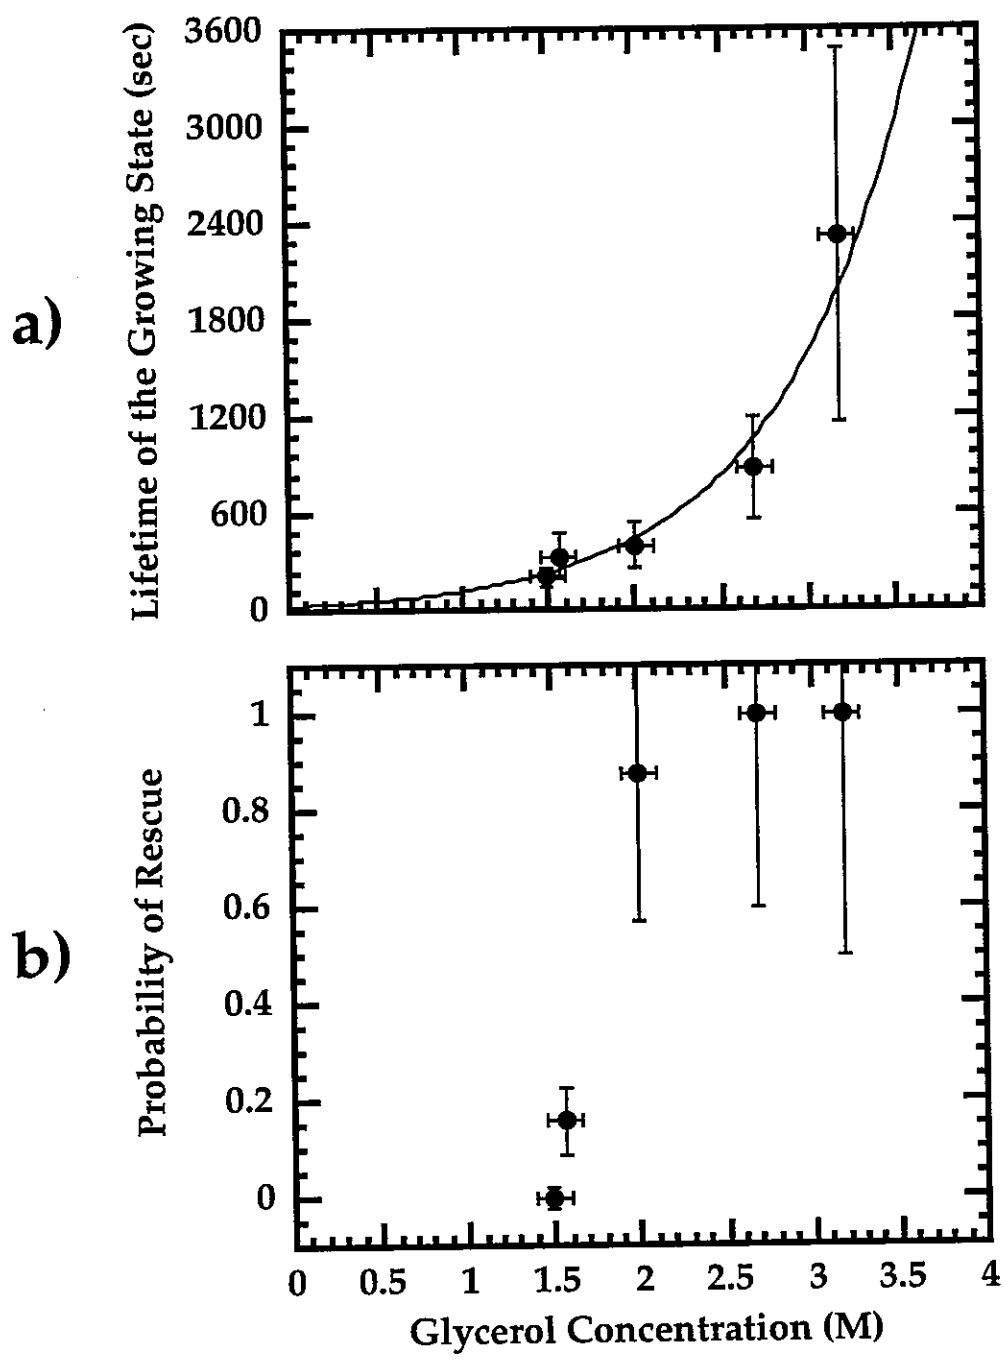 a)
Lifetime of the Growing State (sec)
3600
3000
2400
1800
1200
600
0
b)
Probability of Rescue
1
0.8
0.6
0.4
0.2
0
0 0.5 1 1.5 2 2.5 3 3.5 4
Glycerol Concentration (M)